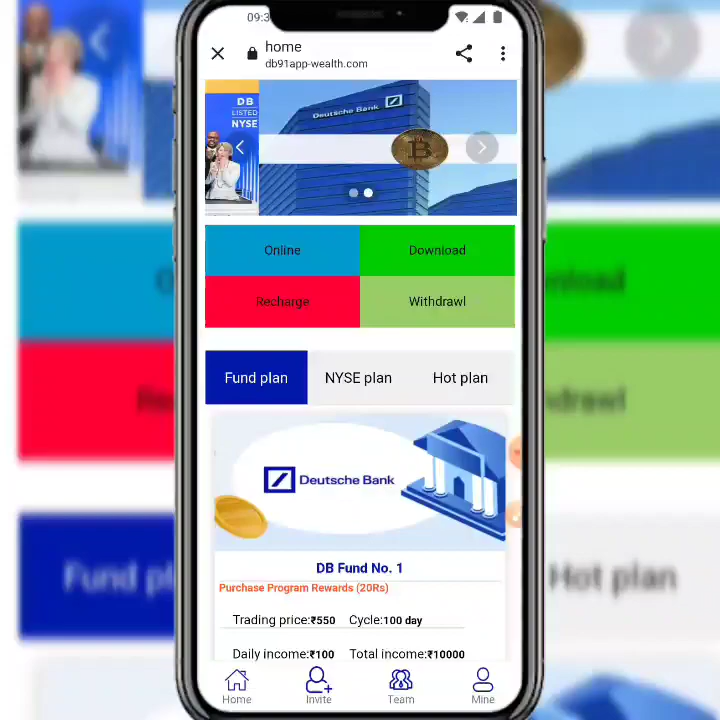 09:3
home
db91app-wealth.com
DB
LISTED
NYSE
Deutsche Bank
Online
Download
Recharge
Withdrawl
Fund plan
NYSE plan
Hot plan
Deutsche Bank
DB Fund No. 1
Purchase Program Rewards (20Rs)
Trading price:₹550 Cycle:100 day
Daily income:₹100 Total income:₹10000
Home
Invite
Team
Mine